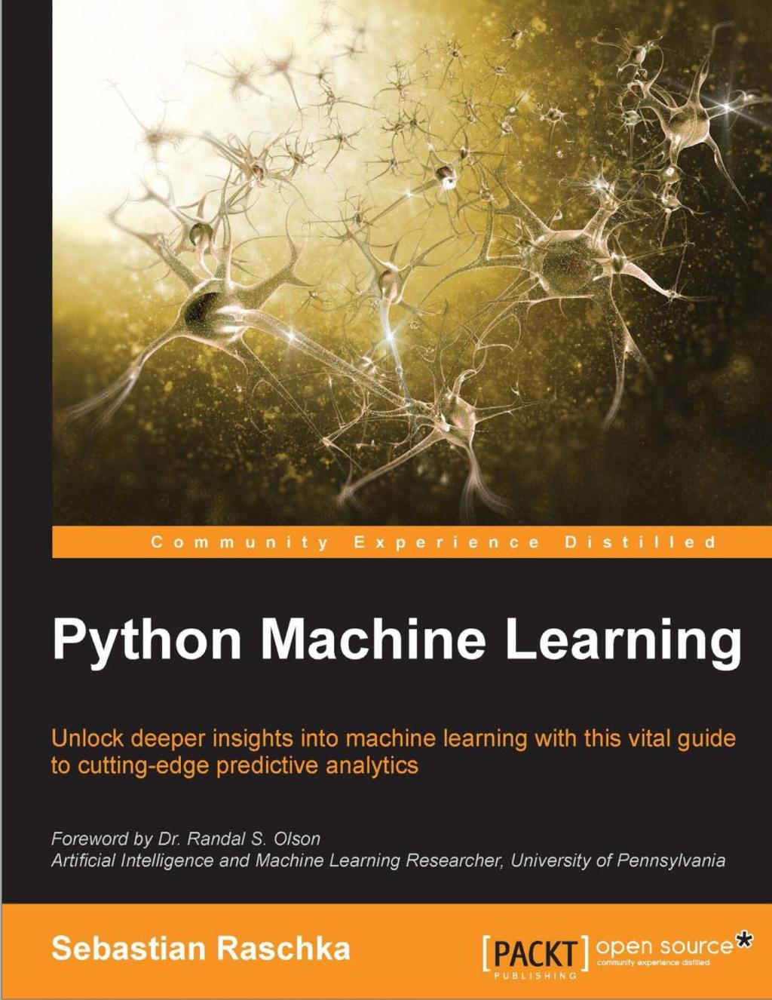 Community Experience Distilled
Python Machine Learning
Unlock deeper insights into machine learning with this vital guide
to cutting-edge predictive analytics
Foreword by Dr. Randal S. Olson
Artificial Intelligence and Machine Learning Researcher, University of Pennsylvania
Sebastian Raschka
[PACKT]
PUBLISHING
open source*
community experience distilled